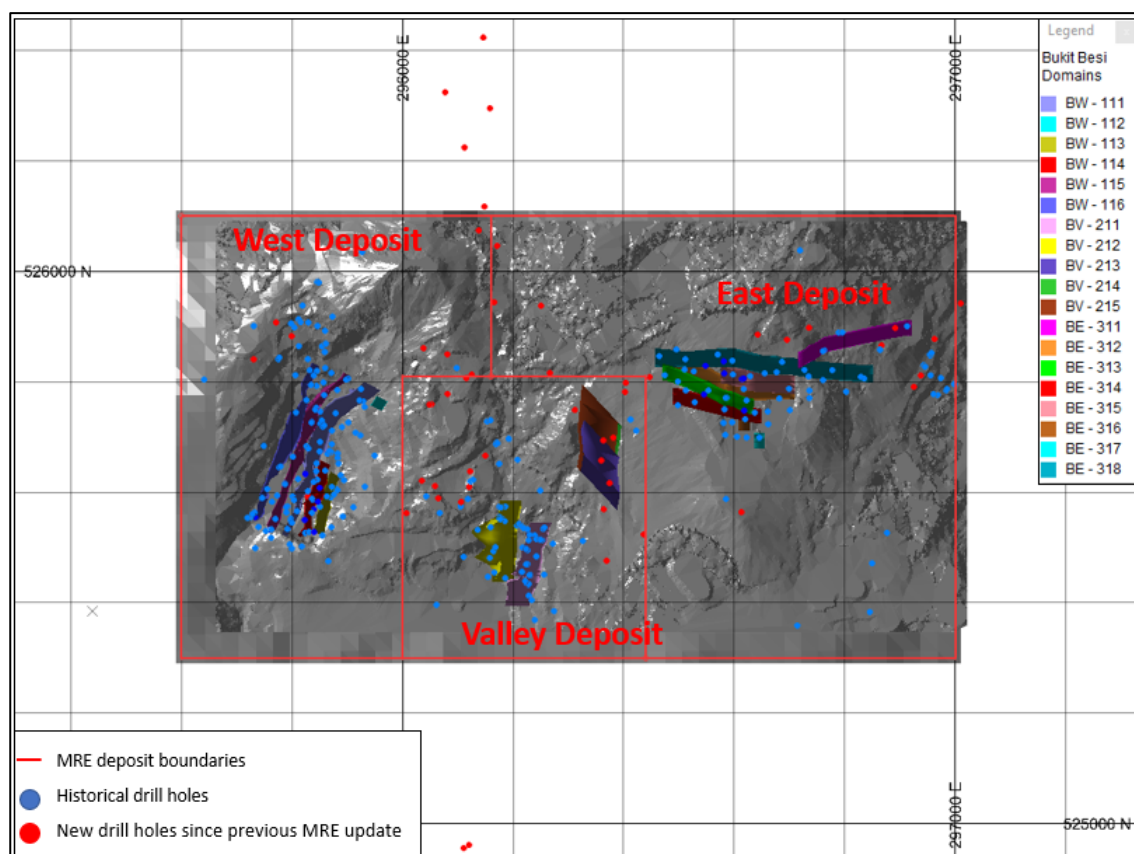 296000 E
297000 E
Legend
Bukit Besi
Domains
BW - 111
BW - 112
BW - 113
BW - 114
BW - 115
BW - 116
BV - 211
BV - 212
BV - 213
BV - 214
BV - 215
BE - 311
BE - 312
BE - 313
BE - 314
BE - 315
BE - 316
BE - 317
BE - 318
West Deposit
526000 N
East Deposit
Valley Deposit
MRE deposit boundaries
Historical drill holes
New drill holes since previous MRE update
297000 E
525000 N